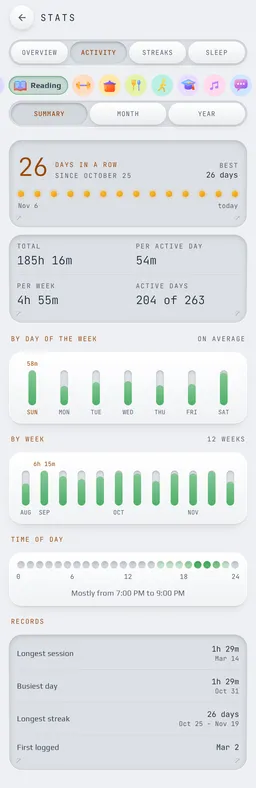 STATS
OVERVIEW ACTIVITY STREAKS SLEEP
Reading
SUMMARY MONTH YEAR
26 DAYS IN A ROW
SINCE OCTOBER 25
BEST
26 days
Nov 6 today
TOTAL PER ACTIVE DAY
185h 16m 54m
PER WEEK ACTIVE DAYS
4h 55m 204 of 263
BY DAY OF THE WEEK ON AVERAGE
58m
SUN MON TUE WED THU FRI SAT
BY WEEK 12 WEEKS
6h 15m
AUG SEP OCT NOV
TIME OF DAY
0 6 12 18 24
Mostly from 7:00 PM to 9:00 PM
RECORDS
Longest session 1h 29m
Mar 14
Busiest day 1h 29m
Oct 31
Longest streak 26 days
Oct 25 - Nov 19
First logged Mar 2